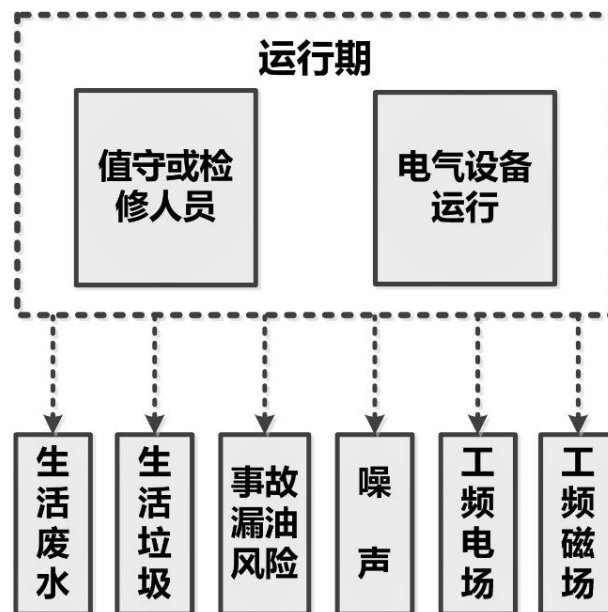 运行期
值守或检
修人员
电气设备
运行
生活废水
生活垃圾
事故
漏油
风险
噪声
工频电场
工频磁场